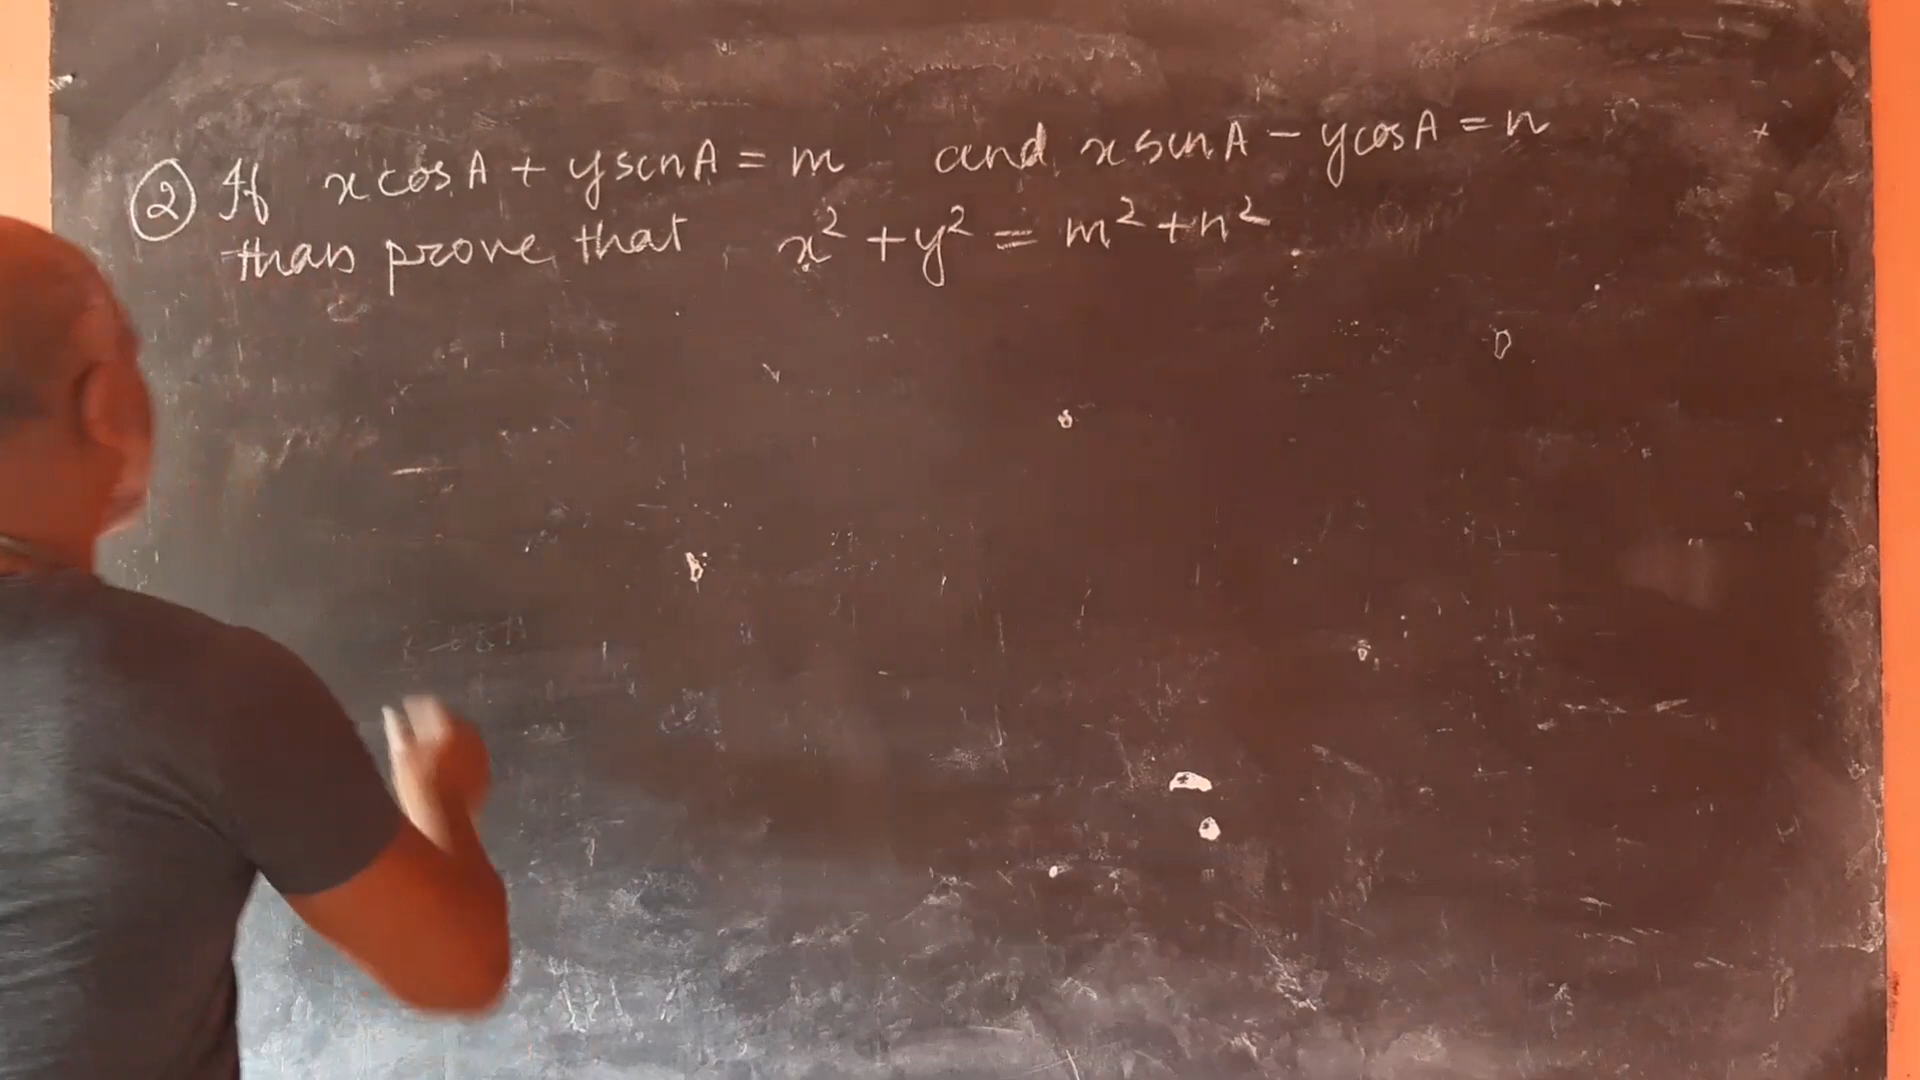 ② If x cos A + y sin A = m and x sin A - y cos A = n
than prove that x² + y² = m² + n²